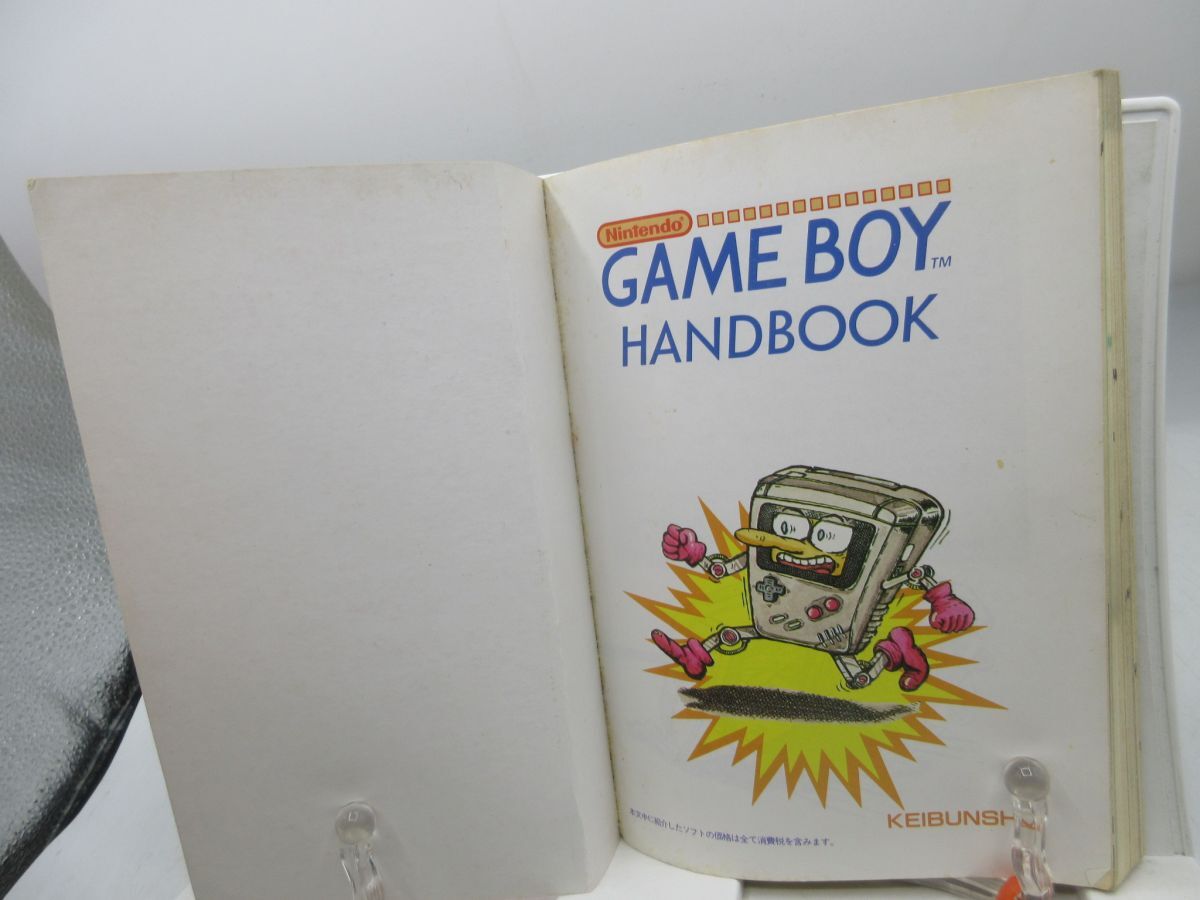 Nintendo®
GAME BOY™
HANDBOOK
本文中に紹介したソフトの価格は全て消費税を含みます。
KEIBUNSH